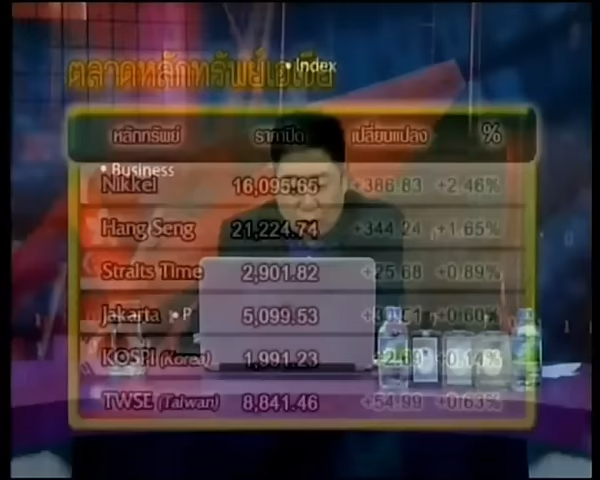 ตลาดหลักทรัพย์เอเชีย
• Index
หลักทรัพย์ ราคาปิด เปลี่ยนแปลง %
• Business
Nikkei 16,095.65 +386.83 +2.46%
Hang Seng 21,224.74 +344.24 +1.65%
Straits Time 2,901.82 +25.68 +0.89%
Jakarta 5,099.53 +0.60%
KOSPI (Korea) 1,991.23 +0.14%
TWSE (Taiwan) 8,841.46 +54.99 +0.63%